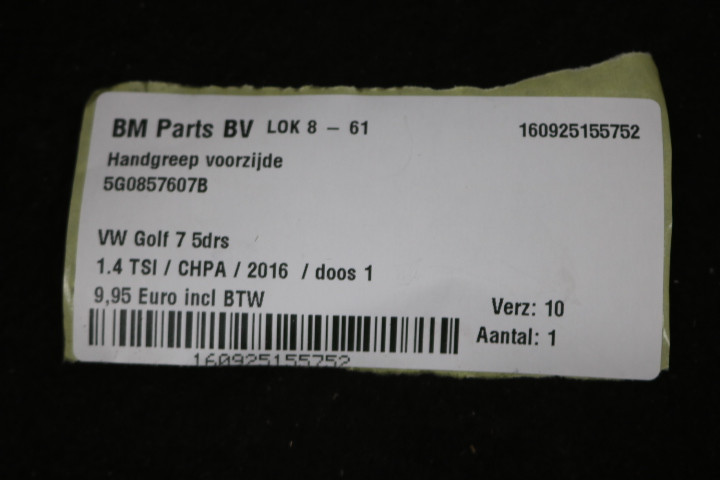 BM Parts BV LOK 8 – 61 160925155752
Handgreep voorzijde
5G0857607B
VW Golf 7 5drs
1.4 TSI / CHPA / 2016 / doos 1
9,95 Euro incl BTW
Verz: 10
Aantal: 1
160925155752